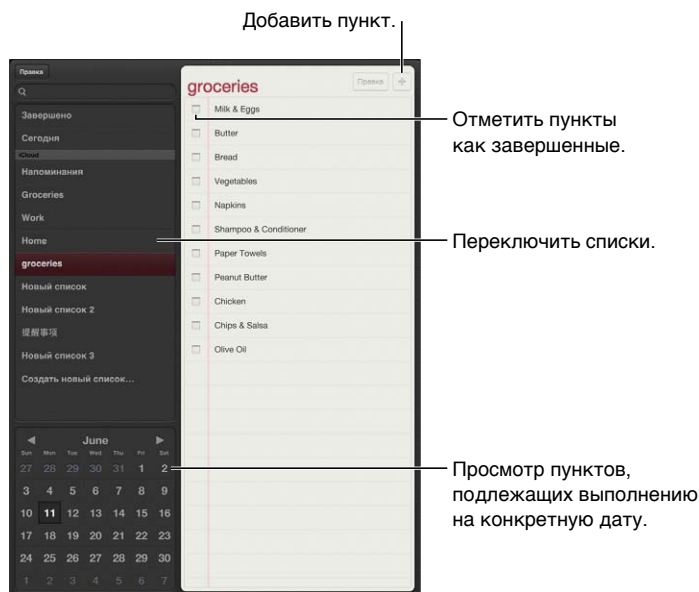 Добавить пункт.
Правка
Завершено
Сегодня
iCloud
Напоминания
Groceries
Work
Home
groceries
Новый список
Новый список 2
提醒事項
Новый список 3
Создать новый список...
June
Sun Mon Tue Wed Thu Fri Sat
27 28 29 30 31 1 2
3 4 5 6 7 8 9
10 11 12 13 14 15 16
17 18 19 20 21 22 23
24 25 26 27 28 29 30
1 2 3 4 5 6 7
groceries
Правка
Milk & Eggs
Butter
Bread
Vegetables
Napkins
Shampoo & Conditioner
Paper Towels
Peanut Butter
Chicken
Chips & Salsa
Olive Oil
Отметить пункты
как завершенные.
Переключить списки.
Просмотр пунктов,
подлежащих выполнению
на конкретную дату.